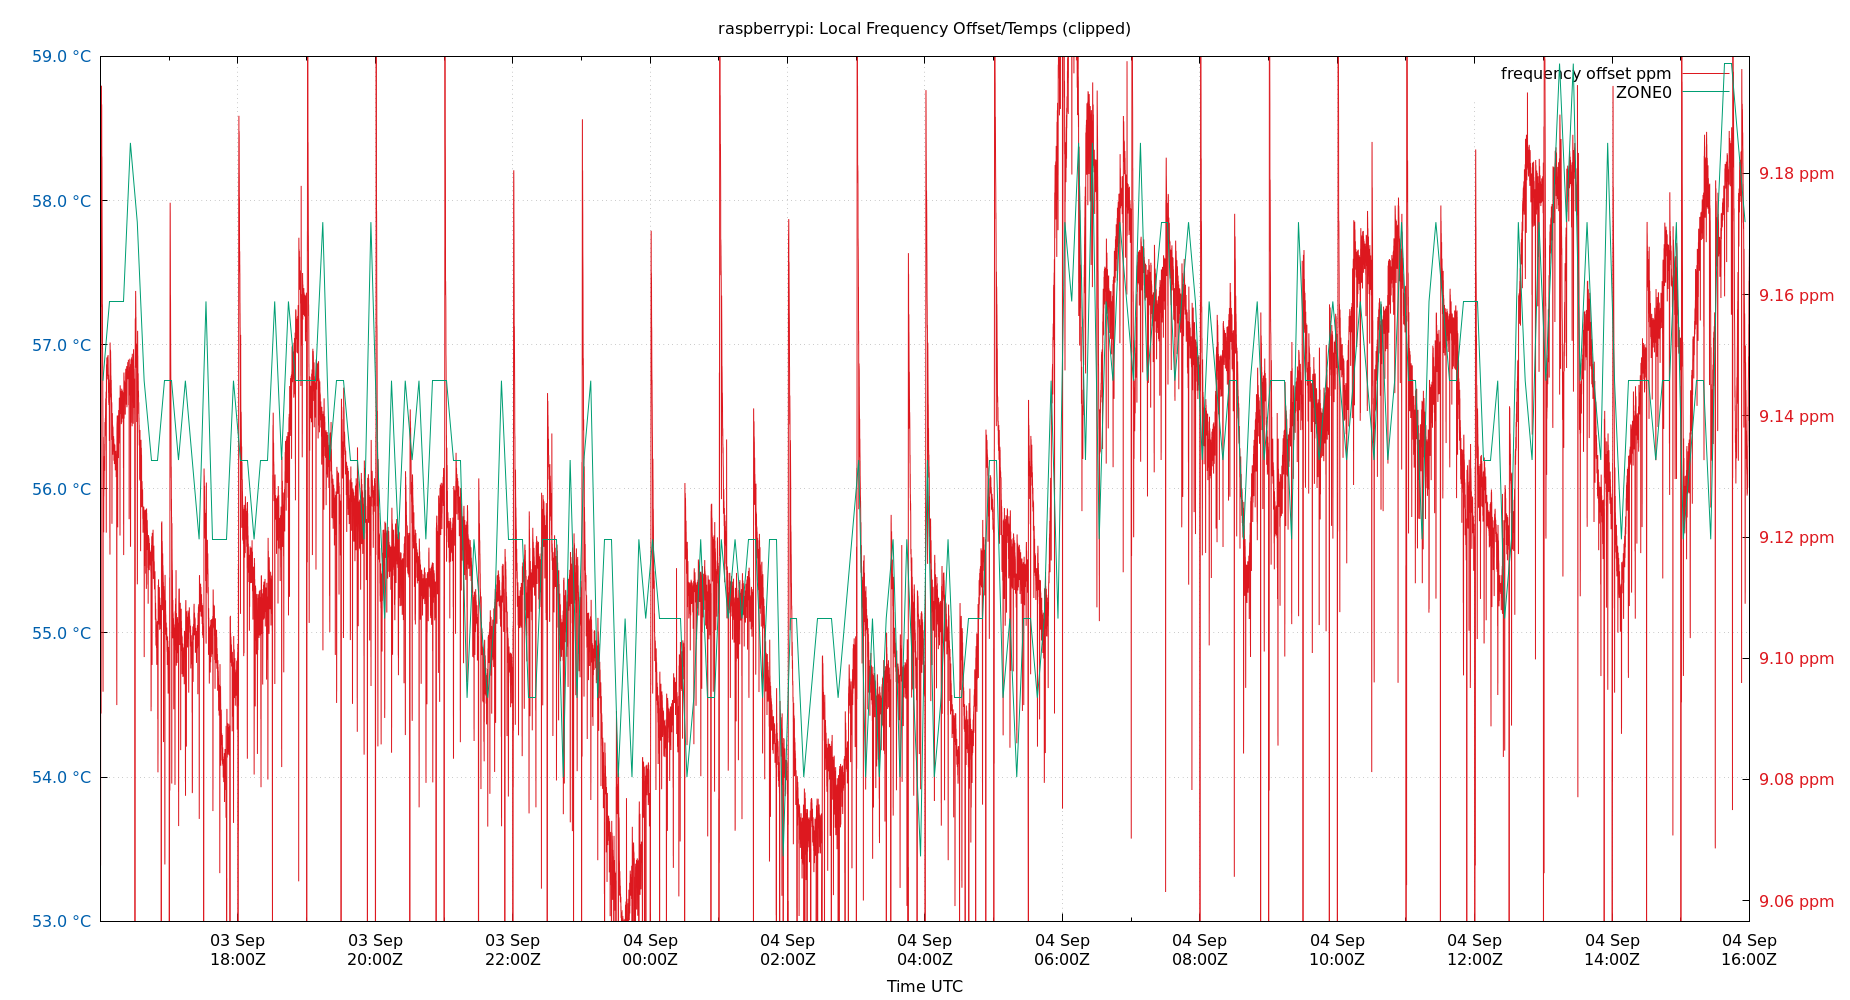 raspberrypi: Local Frequency Offset/Temps (clipped)
59.0 °C
58.0 °C
57.0 °C
56.0 °C
55.0 °C
54.0 °C
53.0 °C
frequency offset ppm
ZONE0
9.18 ppm
9.16 ppm
9.14 ppm
9.12 ppm
9.10 ppm
9.08 ppm
9.06 ppm
03 Sep
18:00Z
03 Sep
20:00Z
03 Sep
22:00Z
04 Sep
00:00Z
04 Sep
02:00Z
04 Sep
04:00Z
04 Sep
06:00Z
04 Sep
08:00Z
04 Sep
10:00Z
04 Sep
12:00Z
04 Sep
14:00Z
04 Sep
16:00Z
Time UTC